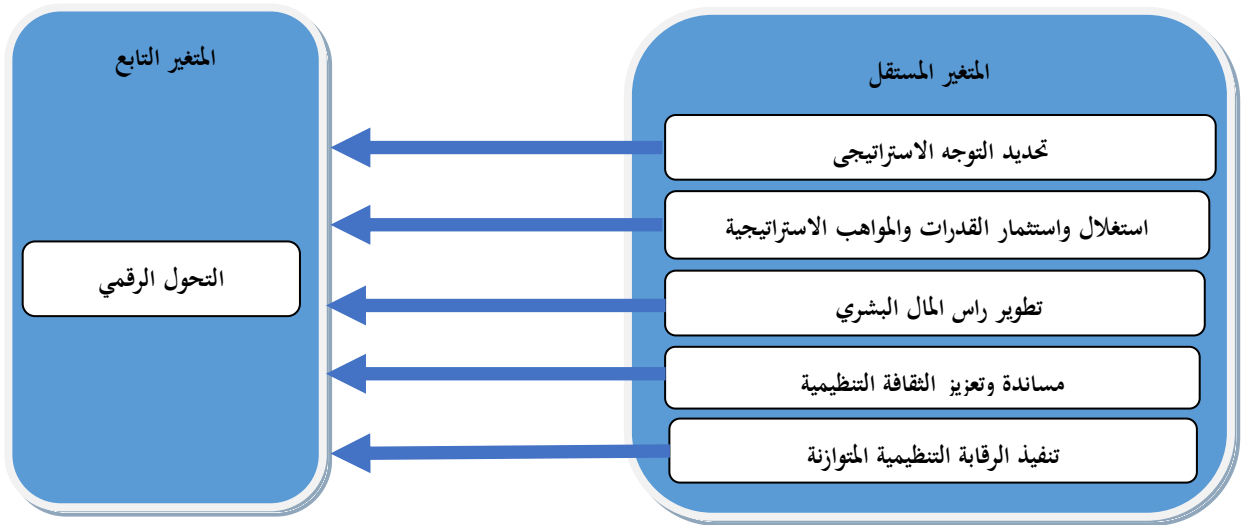 المتغير المستقل
تحديد التوجه الاستراتيجى
استغلال واستثمار القدرات والمواهب الاستراتيجية
تطوير راس المال البشري
مساندة وتعزيز الثقافة التنظيمية
تنفيذ الرقابة التنظيمية المتوازنة
المتغير التابع
التحول الرقمي